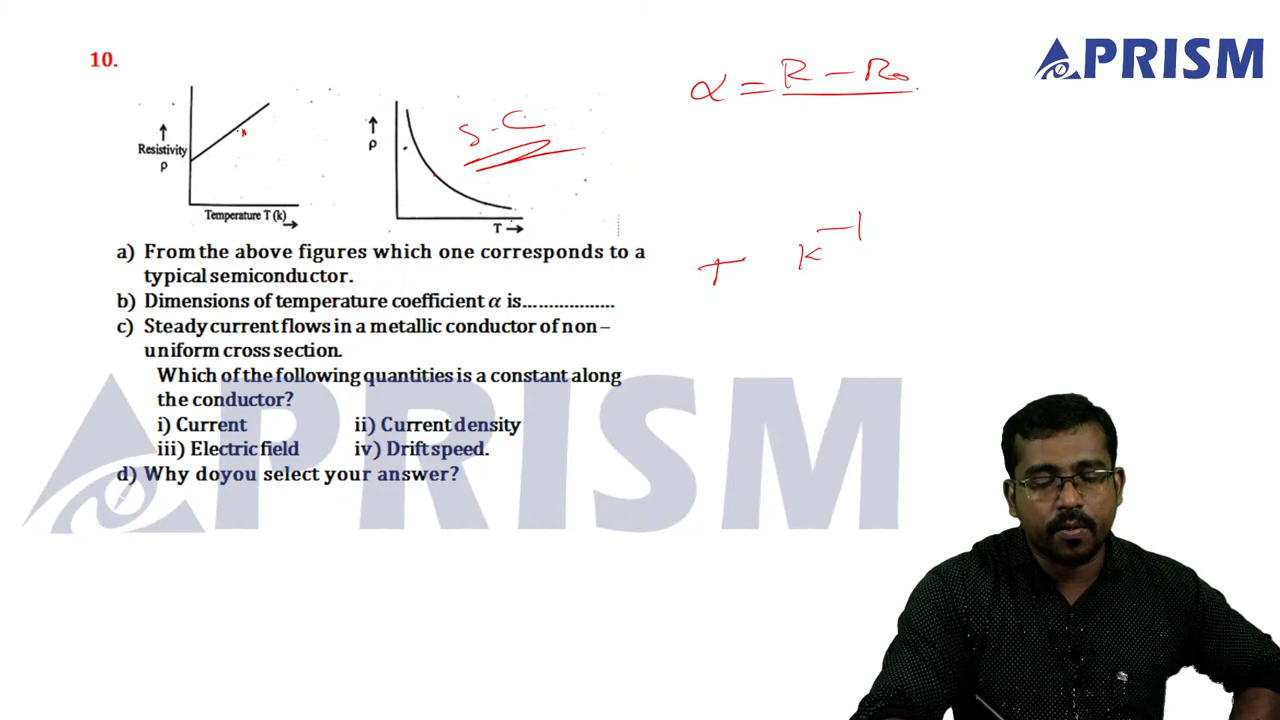 10.
PRISM
α = R - R₀
S.C
Resistivity
ρ
Temperature T (k)
ρ
T
T K⁻¹
a) From the above figures which one corresponds to a
typical semiconductor.
b) Dimensions of temperature coefficient α is..................
c) Steady current flows in a metallic conductor of non –
uniform cross section.
Which of the following quantities is a constant along
the conductor?
i) Current ii) Current density
iii) Electric field iv) Drift speed.
d) Why doyou select your answer?
PRISM